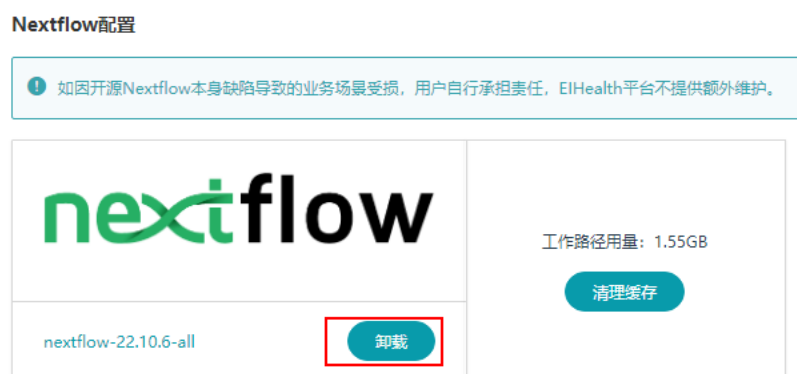 Nextflow配置
如因开源Nextflow本身缺陷导致的业务场景受损，用户自行承担责任，EIHealth平台不提供额外维护。
nextflow
工作路径用量：1.55GB
清理缓存
nextflow-22.10.6-all
卸载